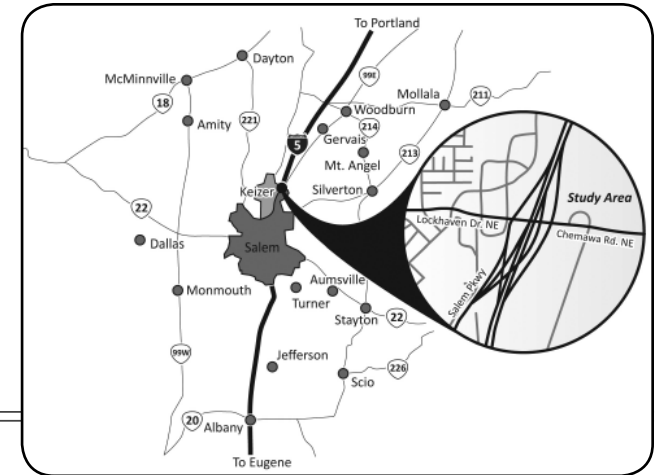 To Portland
Dayton
99E
McMinnville
Mollala
211
18
Woodburn
221
214
Amity
Gervais
5
213
Mt. Angel
Keizer
Silverton
Study Area
22
Lockhaven Dr. NE
Chemawa Rd. NE
Dallas
Salem
Salem Pkwy
Aumsville
Monmouth
Turner
Stayton
22
99W
Jefferson
226
Scio
20
Albany
To Eugene